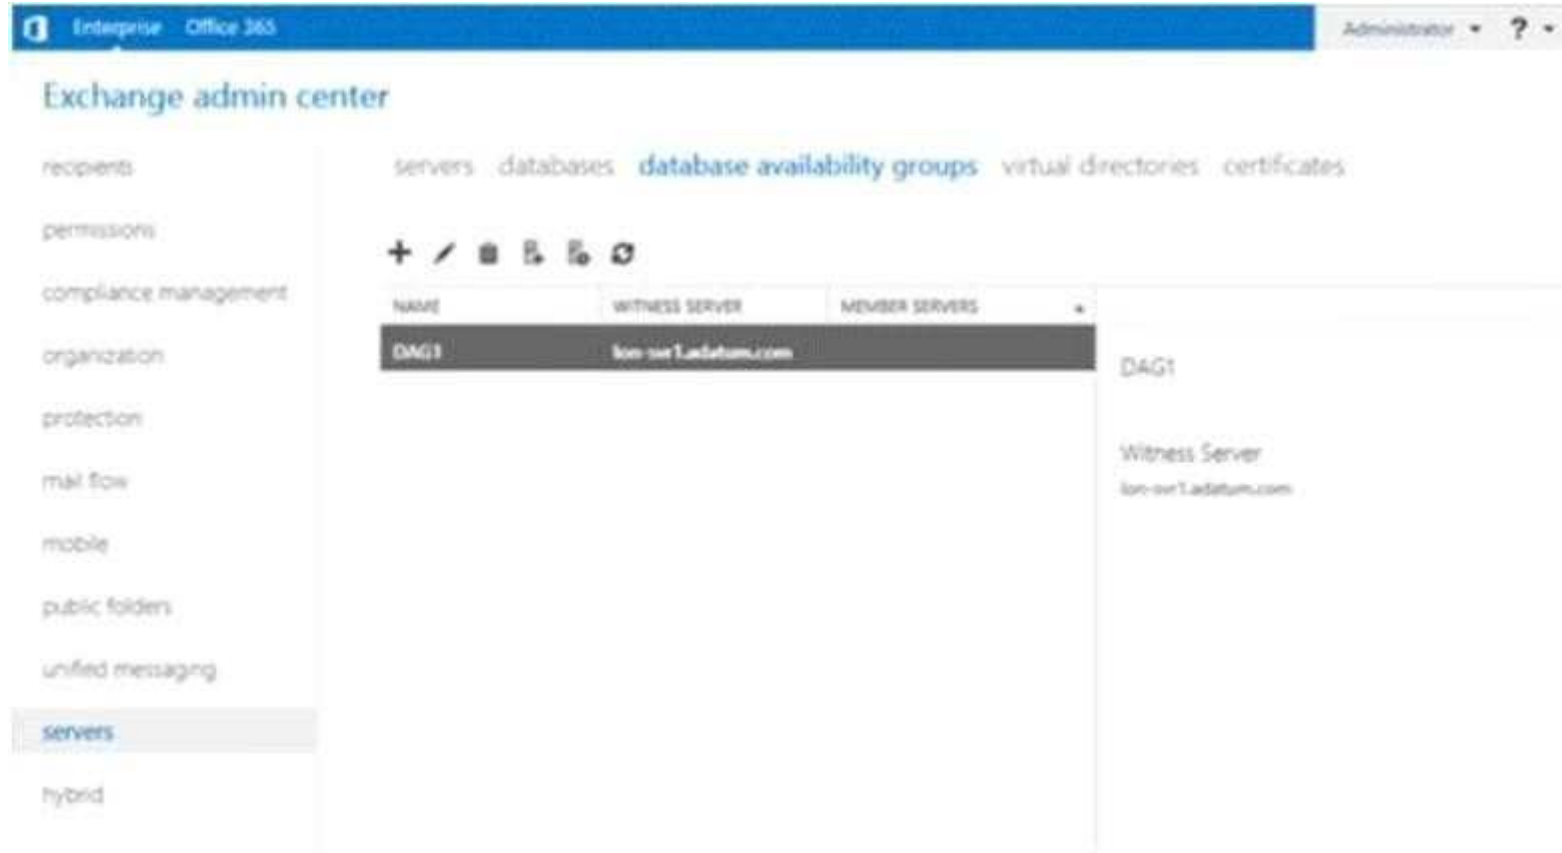 Enterprise Office 365 Administrator ?
Exchange admin center
recipients
permissions
compliance management
organization
protection
mail flow
mobile
public folders
unified messaging
servers
hybrid
servers databases database availability groups virtual directories certificates
NAME WITNESS SERVER MEMBER SERVERS
DAG1 lon-svr1.adatum.com
DAG1
Witness Server
lon-svr1.adatum.com